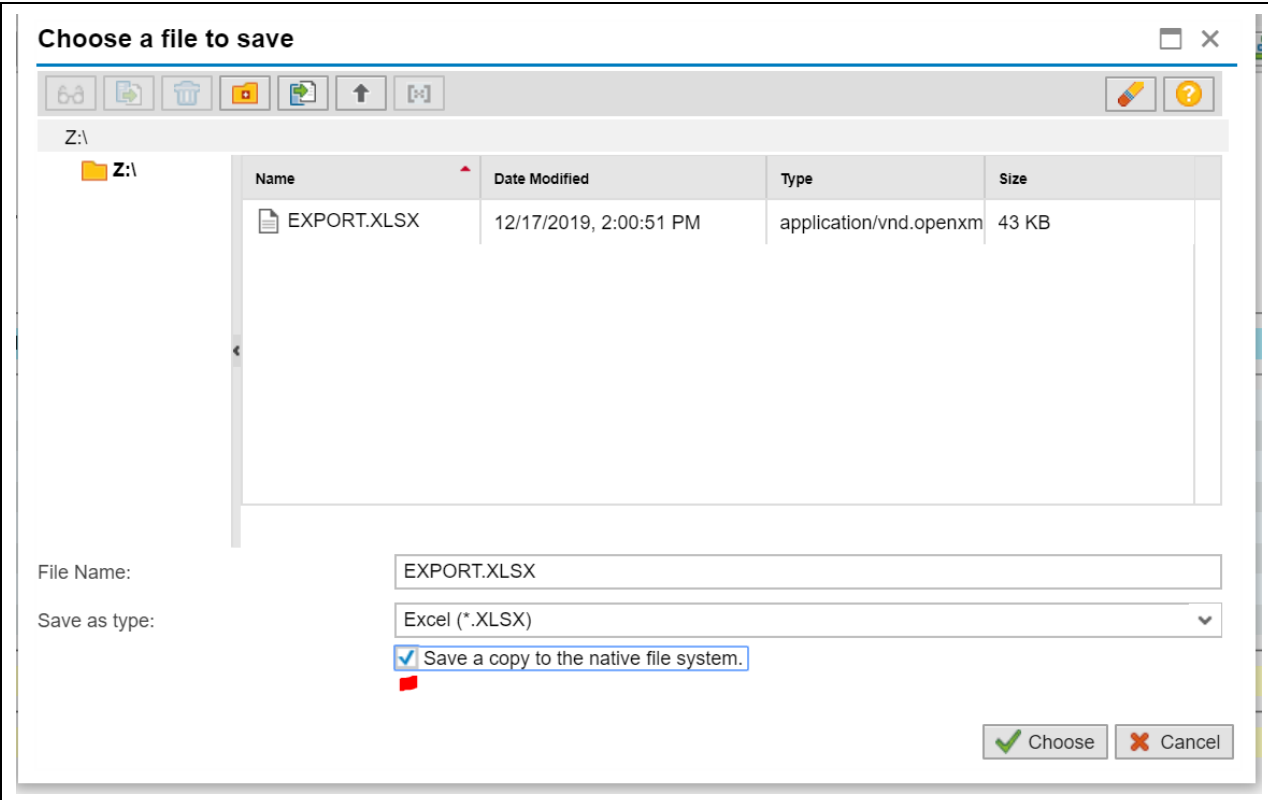 Choose a file to save
Z:\
Z:\
Name Date Modified Type Size
EXPORT.XLSX 12/17/2019, 2:00:51 PM application/vnd.openxm 43 KB
File Name: EXPORT.XLSX
Save as type: Excel (*.XLSX)
Save a copy to the native file system.
Choose Cancel